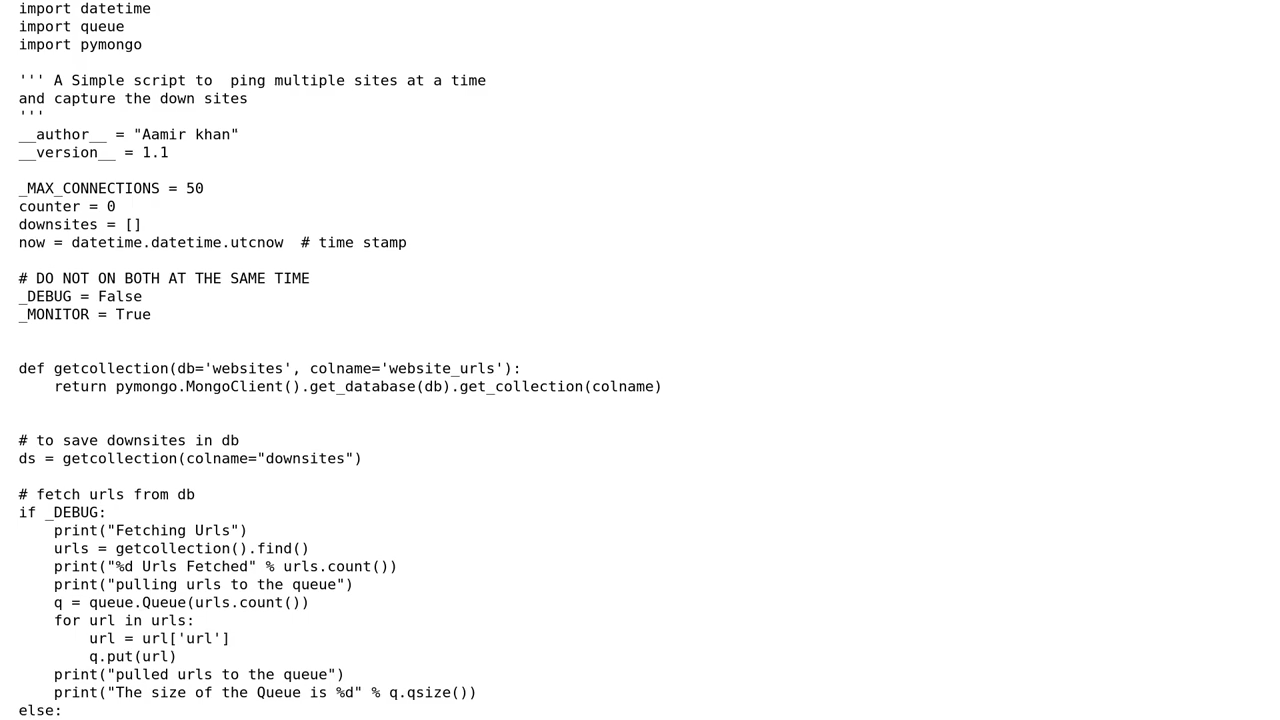 import datetime
import queue
import pymongo

''' A Simple script to  ping multiple sites at a time
and capture the down sites
'''
__author__ = "Aamir khan"
__version__ = 1.1

_MAX_CONNECTIONS = 50
counter = 0
downsites = []
now = datetime.datetime.utcnow  # time stamp

# DO NOT ON BOTH AT THE SAME TIME
_DEBUG = False
_MONITOR = True


def getcollection(db='websites', colname='website_urls'):
    return pymongo.MongoClient().get_database(db).get_collection(colname)


# to save downsites in db
ds = getcollection(colname="downsites")

# fetch urls from db
if _DEBUG:
    print("Fetching Urls")
    urls = getcollection().find()
    print("%d Urls Fetched" % urls.count())
    print("pulling urls to the queue")
    q = queue.Queue(urls.count())
    for url in urls:
        url = url['url']
        q.put(url)
    print("pulled urls to the queue")
    print("The size of the Queue is %d" % q.qsize())
else: